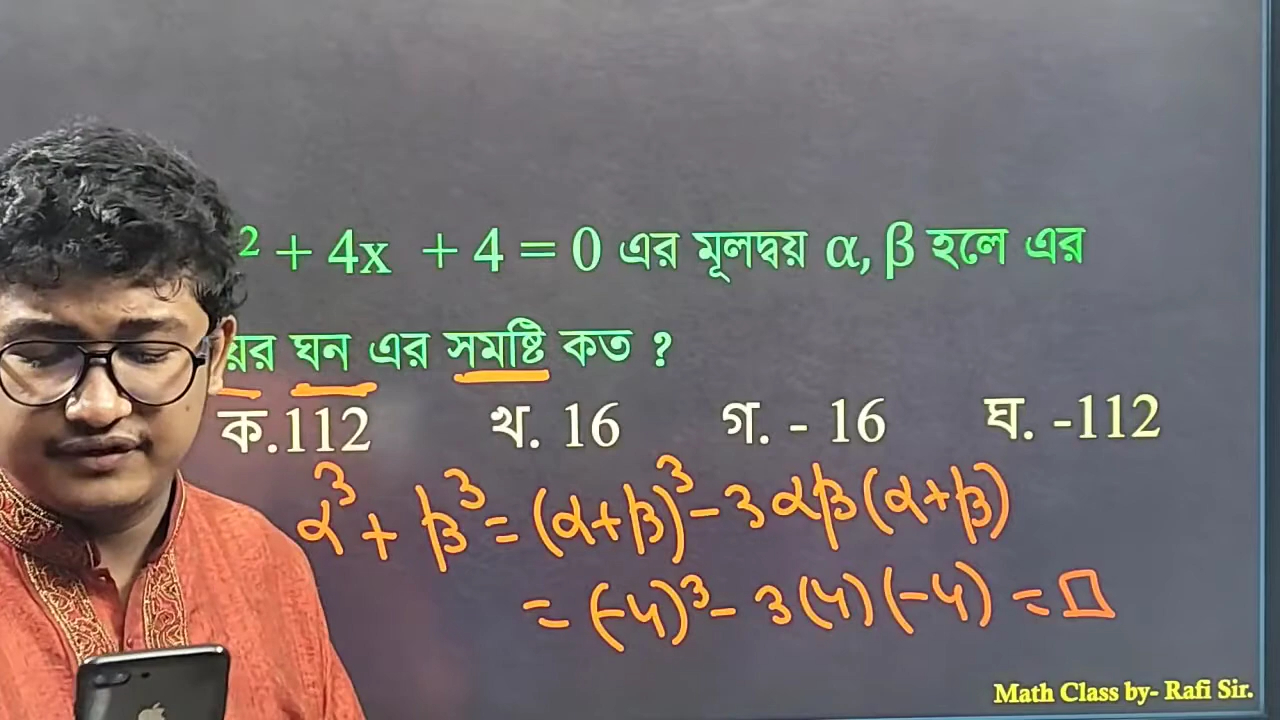 ² + 4x + 4 = 0 এর মূলদ্বয় α, β হলে এর
ঘন এর সমষ্টি কত ?
ক.112 খ. 16 গ. - 16 ঘ. -112
α³ + β³ = (α+β)³ - 3αβ(α+β)
= (-4)³ - 3(4)(-4) = □
Math Class by- Rafi Sir.